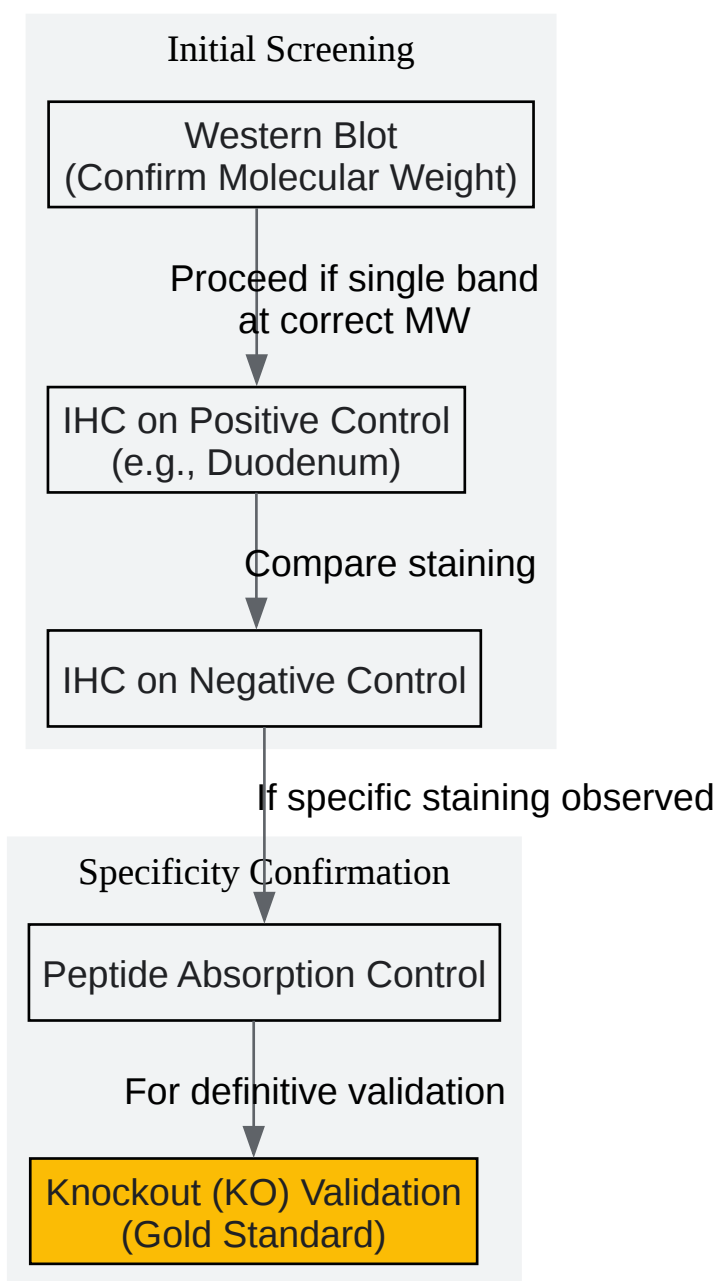 Initial Screening
Western Blot
(Confirm Molecular Weight)
Proceed if single band
at correct MW
IHC on Positive Control
(e.g., Duodenum)
Compare staining
IHC on Negative Control
If specific staining observed
Specificity Confirmation
Peptide Absorption Control
For definitive validation
Knockout (KO) Validation
(Gold Standard)